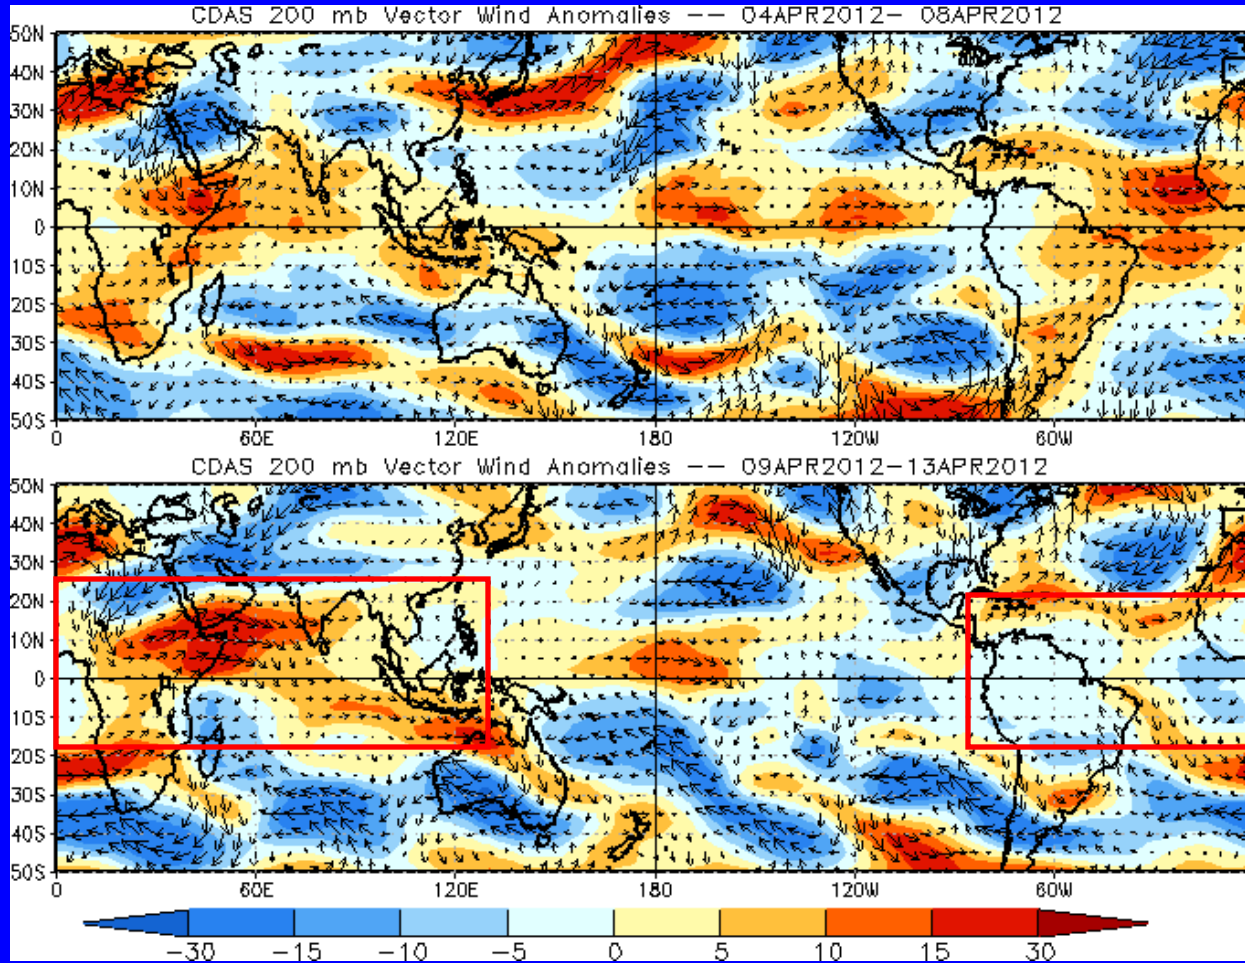 CDAS 200 mb Vector Wind Anomalies -- 04APR2012- 08APR2012
50N
40N
30N
20N
10N
0
10S
20S
30S
40S
50S
0 60E 120E 180 120W 60W
CDAS 200 mb Vector Wind Anomalies -- 09APR2012-13APR2012
50N
40N
30N
20N
10N
0
10S
20S
30S
40S
50S
0 60E 120E 180 120W 60W
-30 -15 -10 -5 0 5 10 15 30